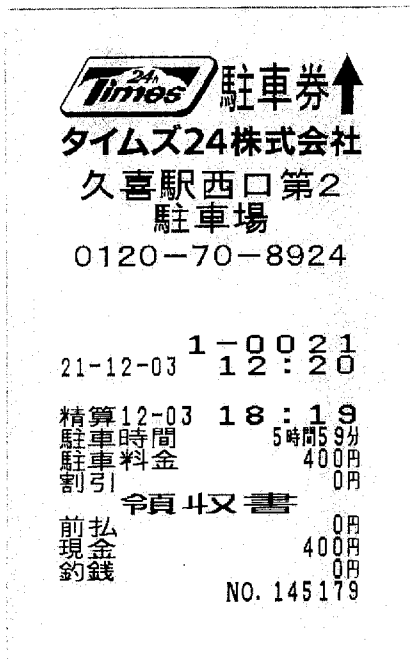 24h
Times 駐車券↑
タイムズ24株式会社
久喜駅西口第2
駐車場
0120-70-8924
1-0021
21-12-03 12:20
精算12-03 18:19
駐車時間 5時間59分
駐車料金 400円
割引 0円
領収書
前払 0円
現金 400円
釣銭 0円
NO.145179